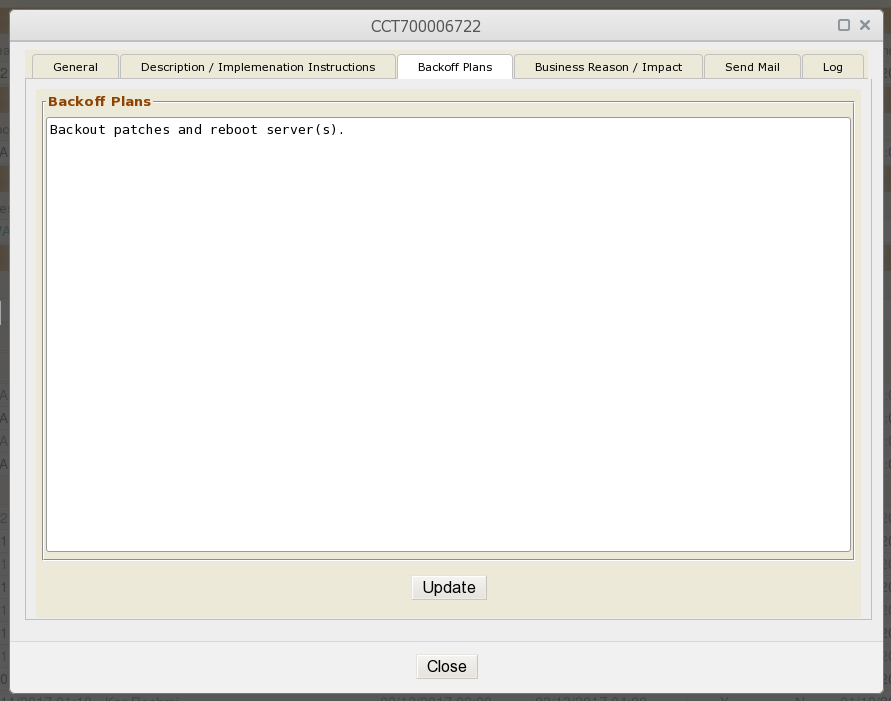 CCT700006722
General
Description / Implemenation Instructions
Backoff Plans
Business Reason / Impact
Send Mail
Log
Backoff Plans
Backout patches and reboot server(s).
Update
Close